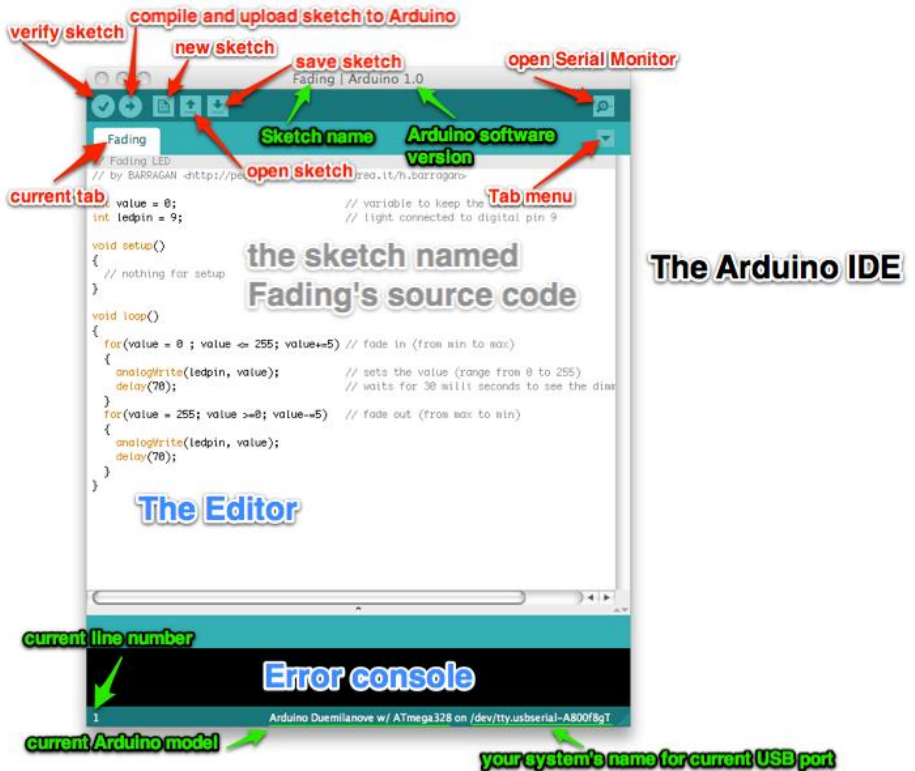 compile and upload sketch to Arduino
verify sketch
new sketch
save sketch
open Serial Monitor
Fading | Arduino 1.0
Sketch name
Arduino software
version
Fading
open sketch
current tab
Tab menu
// Fading LED
// by BARRAGAN <http://pe rea.it/h.barragan>
value = 0; // variable to keep the
int ledpin = 9; // light connected to digital pin 9
void setup()
{
// nothing for setup
}
the sketch named
Fading's source code
The Arduino IDE
void loop()
{
for(value = 0 ; value <= 255; value+=5) // fade in (from min to max)
{
analogWrite(ledpin, value); // sets the value (range from 0 to 255)
delay(70); // waits for 30 milli seconds to see the dimm
}
for(value = 255; value >=0; value-=5) // fade out (from max to min)
{
analogWrite(ledpin, value);
delay(70);
}
}
The Editor
current line number
Error console
1
Arduino Duemilanove w/ ATmega328 on /dev/tty.usbserial-A800f8gT
current Arduino model
your system's name for current USB port